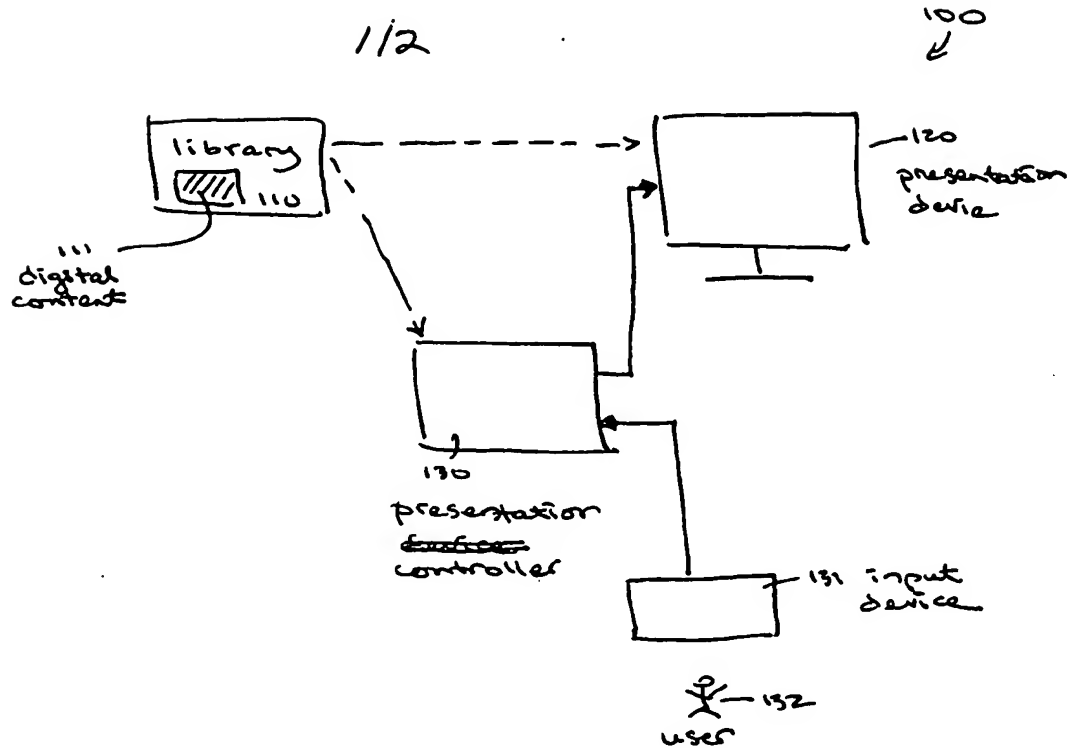 1/2
100
library
110
111
digital
content
120
presentation
device
130
presentation
controller
131 input
device
132
user